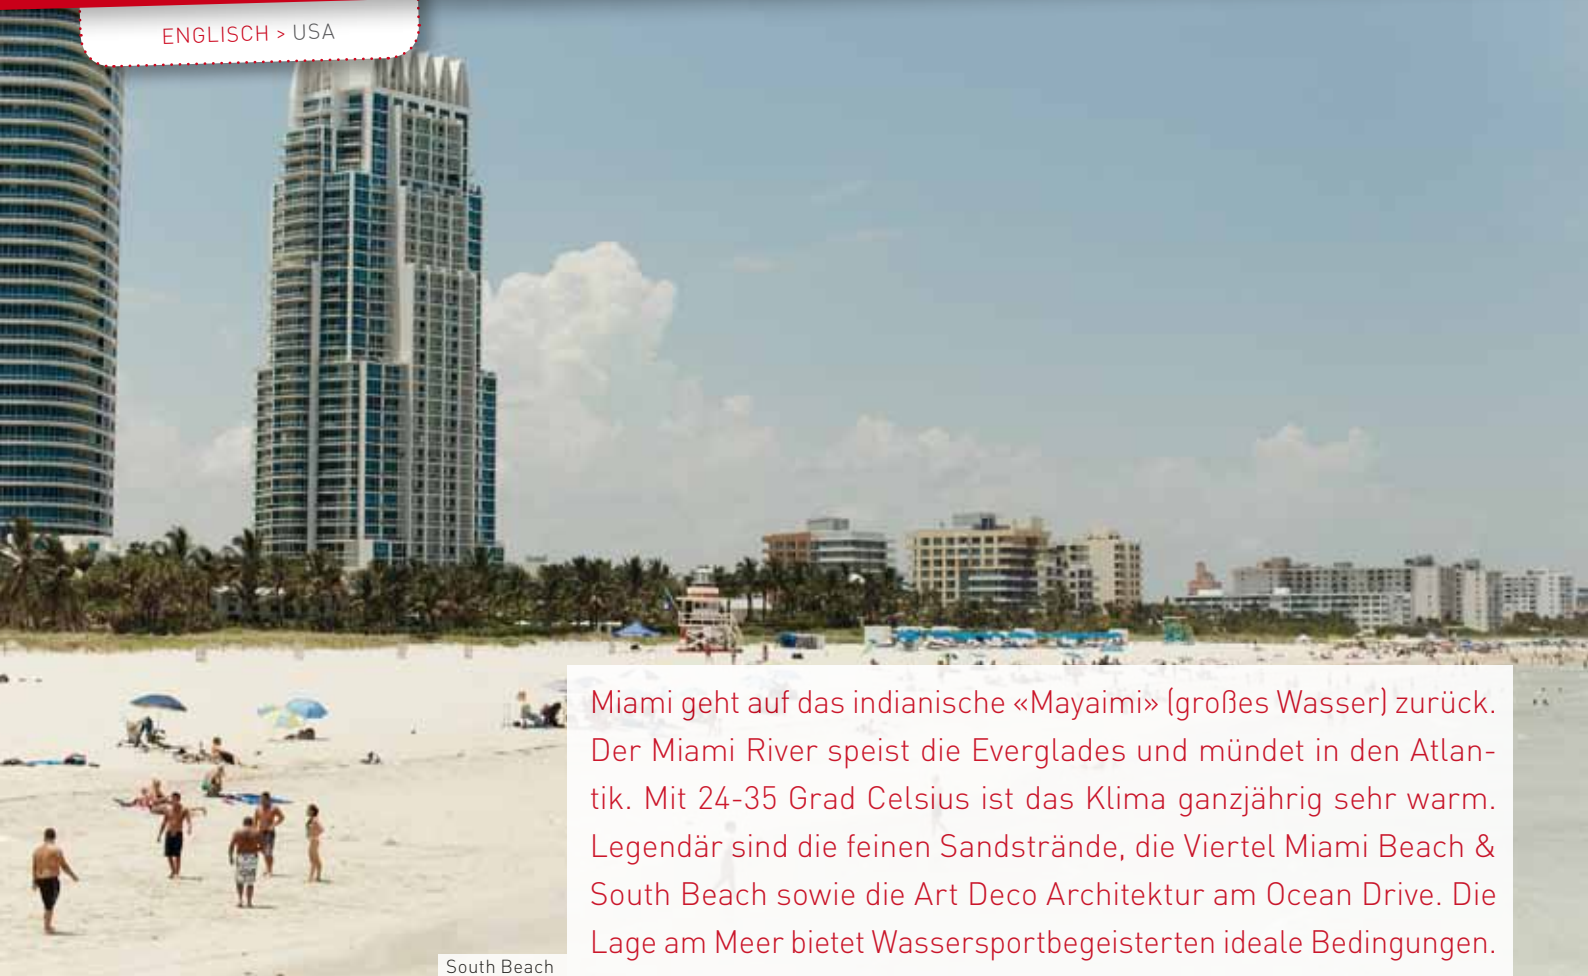 ENGLISCH > USA
Miami geht auf das indianische «Mayaimi» (großes Wasser) zurück.
Der Miami River speist die Everglades und mündet in den Atlan-
tik. Mit 24-35 Grad Celsius ist das Klima ganzjährig sehr warm.
Legendär sind die feinen Sandstrände, die Viertel Miami Beach &
South Beach sowie die Art Deco Architektur am Ocean Drive. Die
Lage am Meer bietet Wassersportbegeisterten ideale Bedingungen.
South Beach